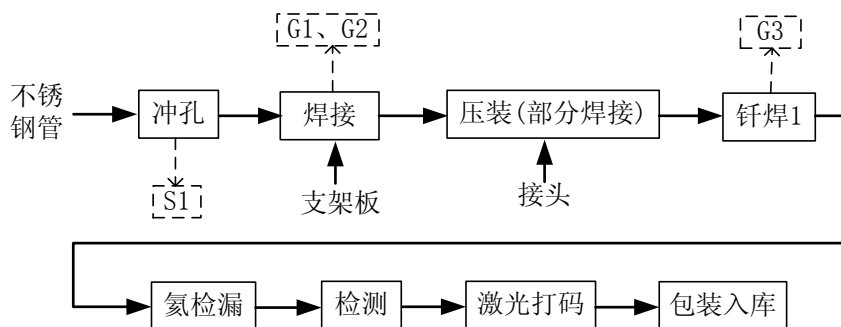 G1、G2
G3
不锈
钢管
冲孔
焊接
压装(部分焊接)
钎焊1
S1
支架板
接头
氦检漏
检测
激光打码
包装入库